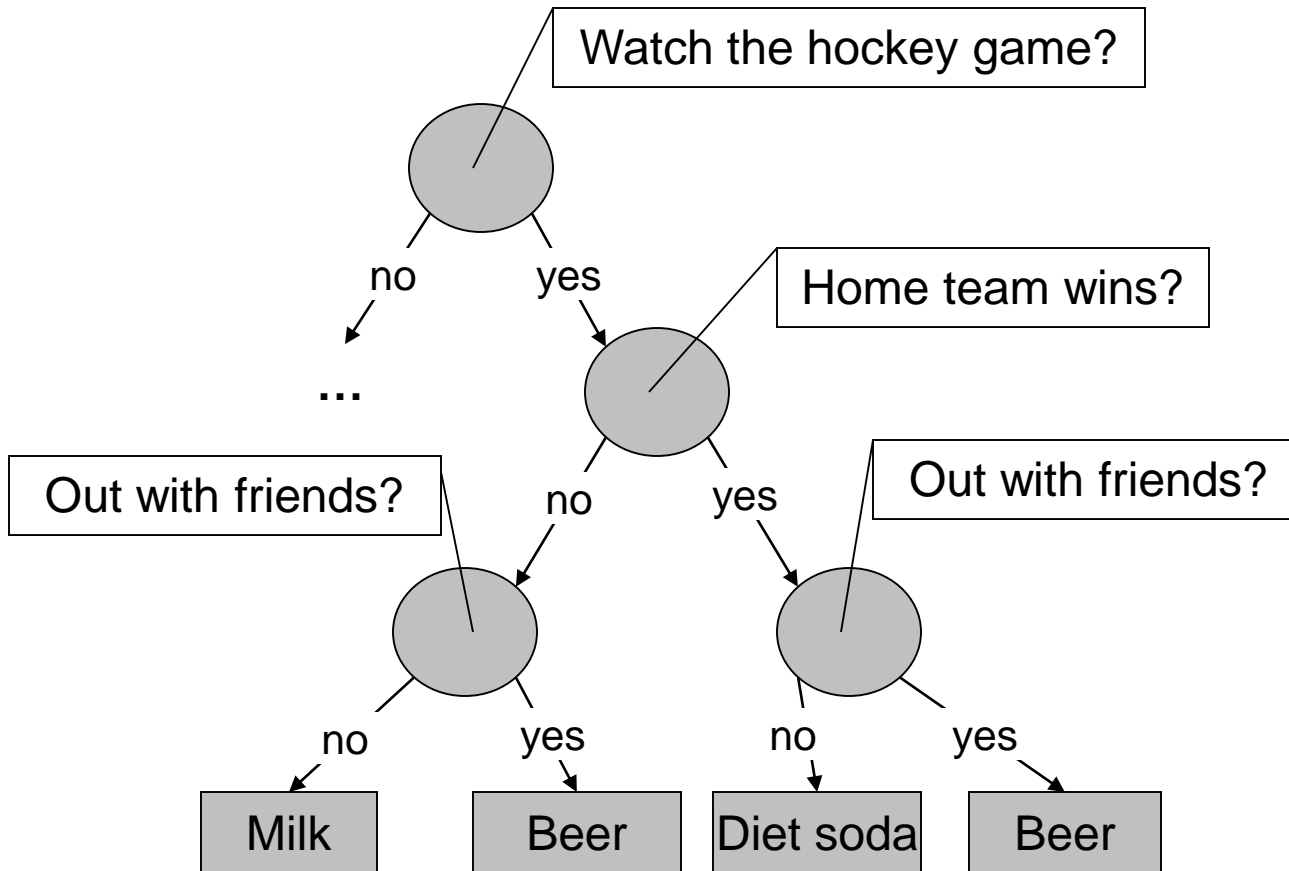 Watch the hockey game?
no
yes
Home team wins?
...
Out with friends?
no
yes
Out with friends?
no
yes
no
yes
Milk
Beer
Diet soda
Beer